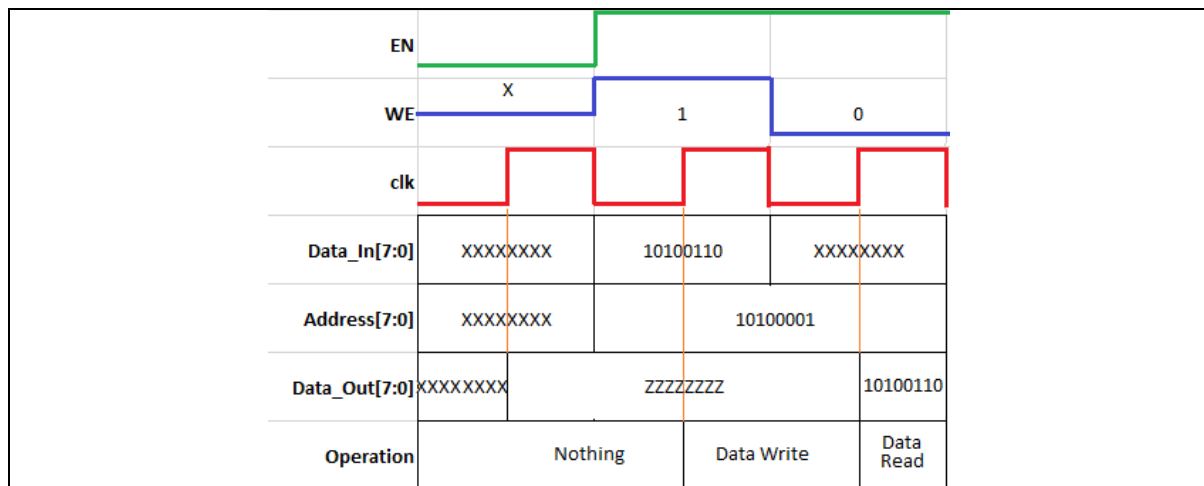 EN
X
WE
1
0
clk
Data_In[7:0]
XXXXXXXX
10100110
XXXXXXXX
Address[7:0]
XXXXXXXX
10100001
Data_Out[7:0]
XXXXXXXX
ZZZZZZZZ
10100110
Operation
Nothing
Data Write
Data
Read